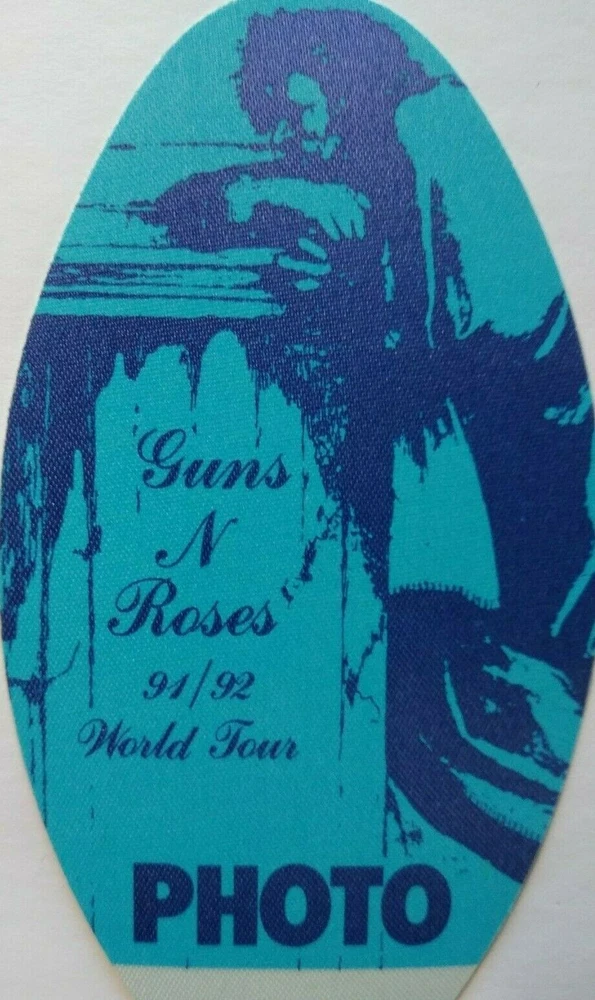 Guns
N
Roses
91/92
World Tour
PHOTO